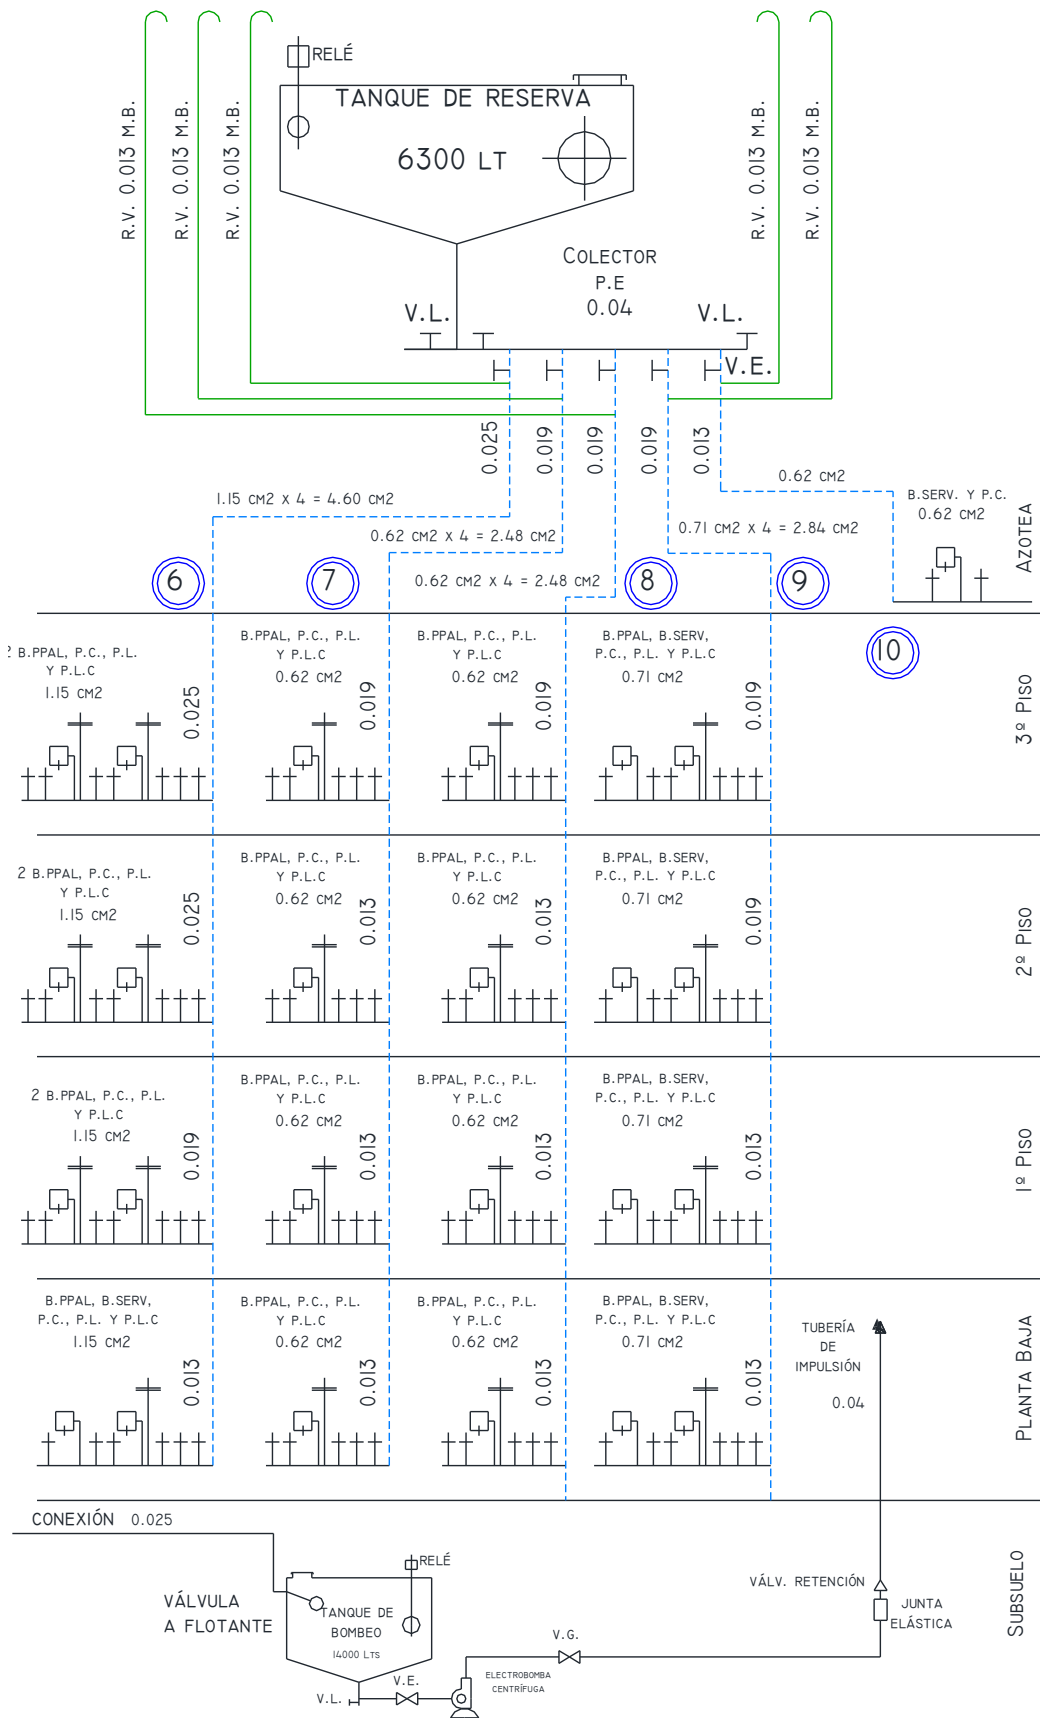 RELÉ
TANQUE DE RESERVA
6300 LT
R.V. 0.013 M.B.
R.V. 0.013 M.B.
R.V. 0.013 M.B.
R.V. 0.013 M.B.
R.V. 0.013 M.B.
COLECTOR
P.E
0.04
V.L.
V.L.
V.E.
0.025
0.019
0.019
0.019
0.013
0.62 CM2
1.15 CM2 X 4 = 4.60 CM2
0.62 CM2 X 4 = 2.48 CM2
0.71 CM2 X 4 = 2.84 CM2
0.62 CM2 X 4 = 2.48 CM2
B.SERV. Y P.C.
0.62 CM2
AZOTEA
6
7
8
9
10
2 B.PPAL, P.C., P.L.
Y P.L.C
1.15 CM2
0.025
B.PPAL, P.C., P.L.
Y P.L.C
0.62 CM2
0.019
B.PPAL, P.C., P.L.
Y P.L.C
0.62 CM2
0.019
B.PPAL, B.SERV,
P.C., P.L. Y P.L.C
0.71 CM2
0.019
3º PISO
2 B.PPAL, P.C., P.L.
Y P.L.C
1.15 CM2
0.025
B.PPAL, P.C., P.L.
Y P.L.C
0.62 CM2
0.013
B.PPAL, P.C., P.L.
Y P.L.C
0.62 CM2
0.013
B.PPAL, B.SERV,
P.C., P.L. Y P.L.C
0.71 CM2
0.019
2º PISO
2 B.PPAL, P.C., P.L.
Y P.L.C
1.15 CM2
0.019
B.PPAL, P.C., P.L.
Y P.L.C
0.62 CM2
0.013
B.PPAL, P.C., P.L.
Y P.L.C
0.62 CM2
0.013
B.PPAL, B.SERV,
P.C., P.L. Y P.L.C
0.71 CM2
0.013
1º PISO
B.PPAL, B.SERV,
P.C., P.L. Y P.L.C
1.15 CM2
0.013
B.PPAL, P.C., P.L.
Y P.L.C
0.62 CM2
0.013
B.PPAL, P.C., P.L.
Y P.L.C
0.62 CM2
0.013
B.PPAL, B.SERV,
P.C., P.L. Y P.L.C
0.71 CM2
0.013
TUBERÍA
DE
IMPULSIÓN
0.04
PLANTA BAJA
CONEXIÓN 0.025
RELÉ
VÁLVULA
A FLOTANTE
TANQUE DE
BOMBEO
14000 LTS
V.L.
V.E.
ELECTROBOMBA
CENTRÍFUGA
V.G.
VÁLV. RETENCIÓN
JUNTA
ELÁSTICA
SUBSUELO